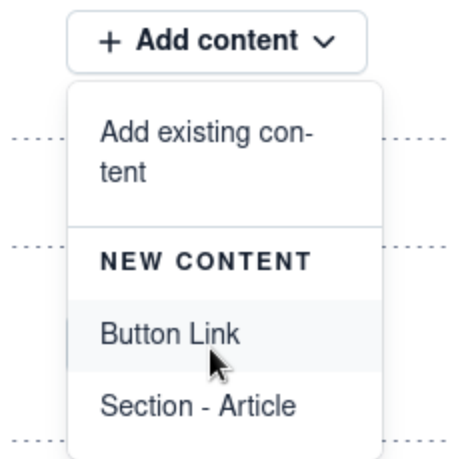 + Add content
Add existing con-
tent
NEW CONTENT
Button Link
Section - Article